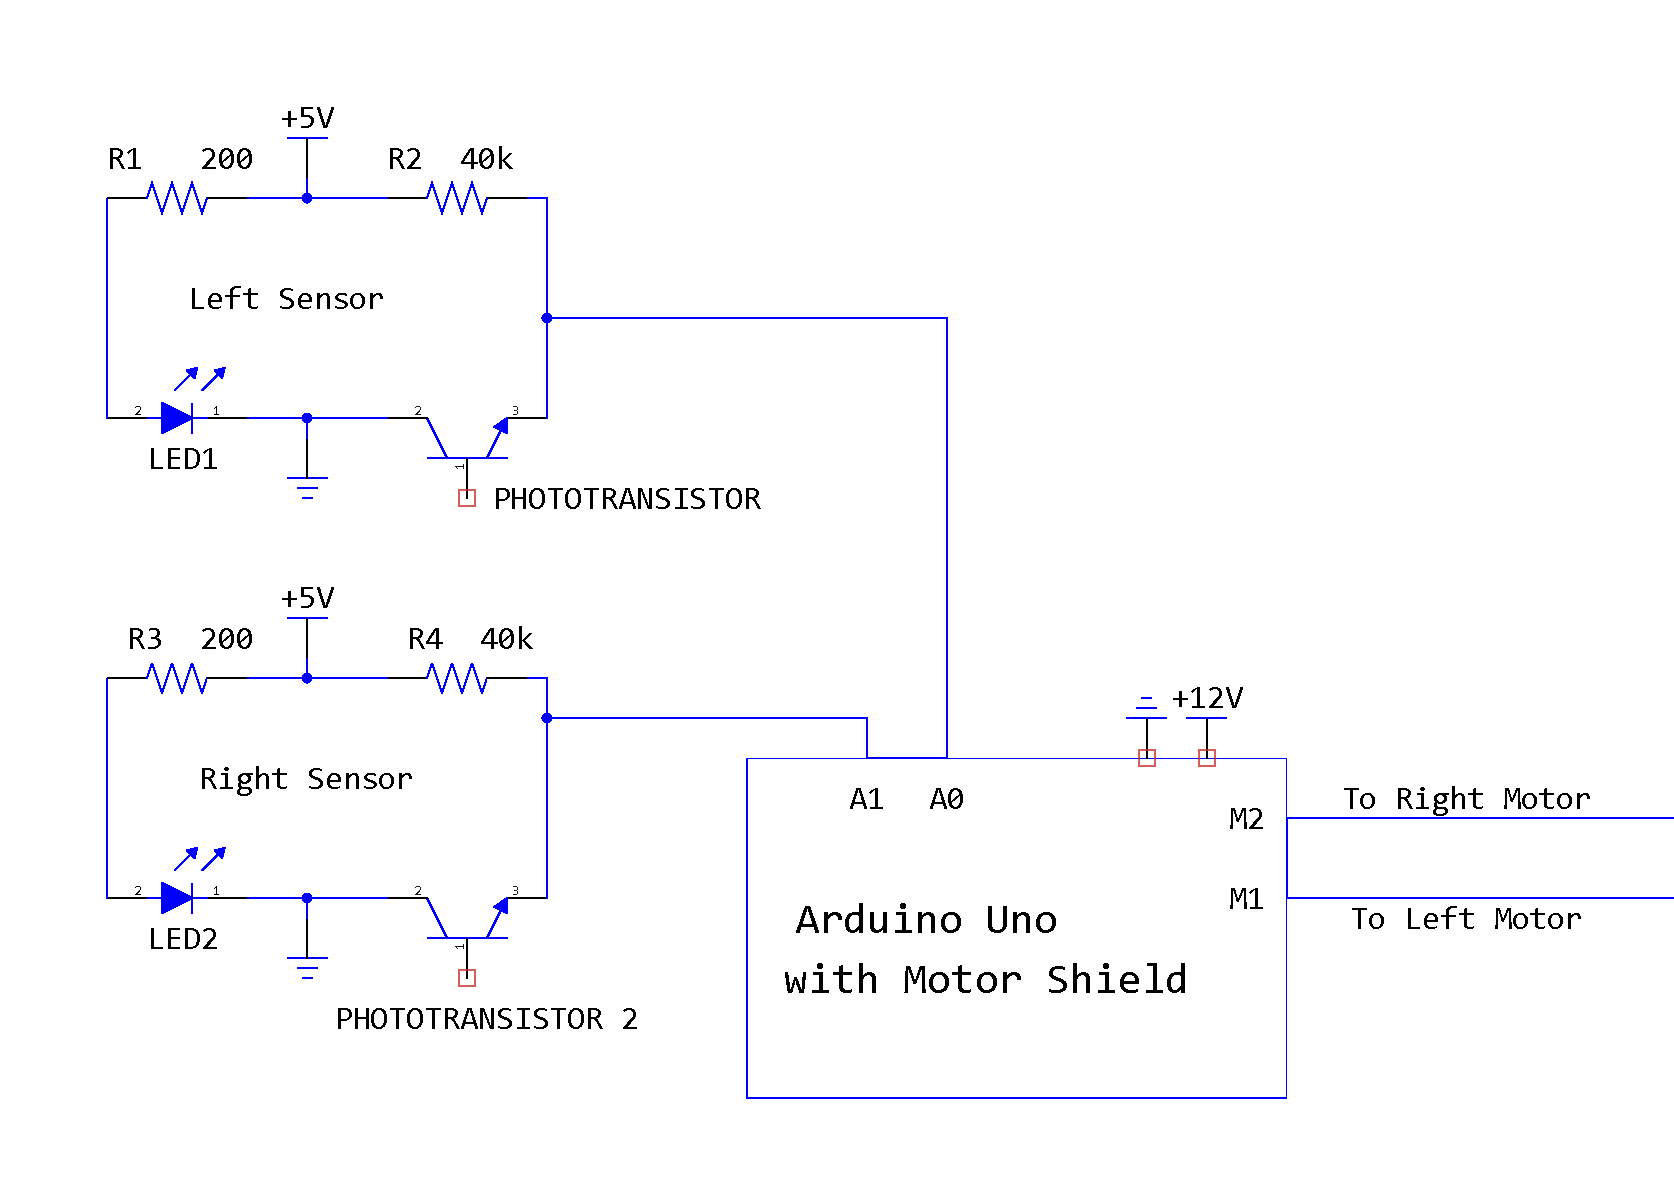 +5V
R1 200
R2 40k
Left Sensor
2 1
LED1
2 3
1
PHOTOTRANSISTOR
+5V
R3 200
R4 40k
Right Sensor
2 1
LED2
2 3
1
PHOTOTRANSISTOR 2
+12V
A1 A0
M2
To Right Motor
M1
To Left Motor
Arduino Uno
with Motor Shield